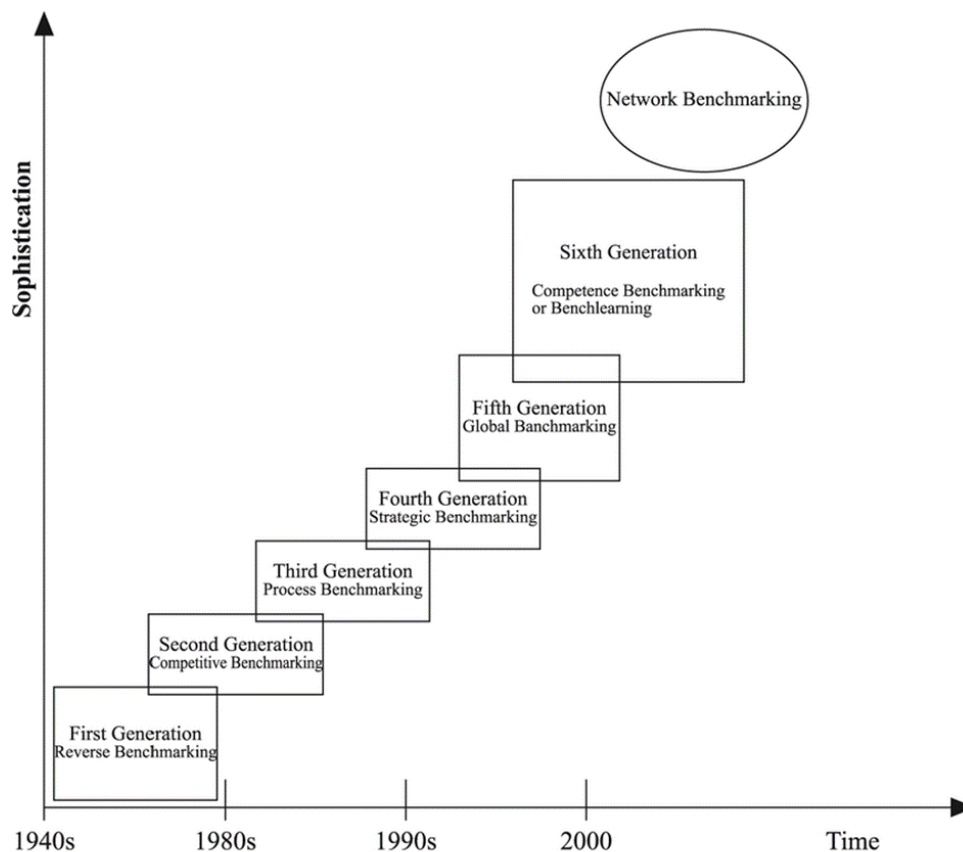 Sophistication
Network Benchmarking
Sixth Generation
Competence Benchmarking
or Benchlearning
Fifth Generation
Global Banchmarking
Fourth Generation
Strategic Benchmarking
Third Generation
Process Benchmarking
Second Generation
Competitive Benchmarking
First Generation
Reverse Benchmarking
1940s 1980s 1990s 2000 Time